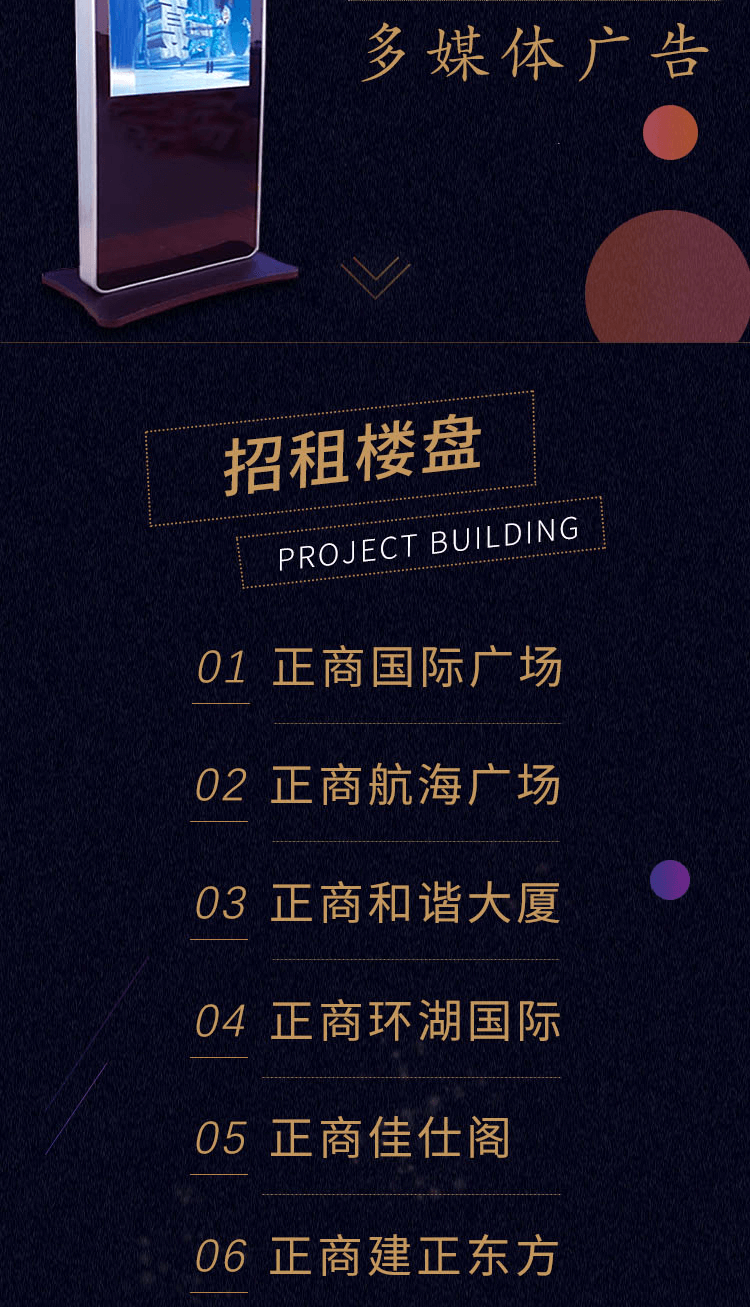 多媒体广告
招租楼盘
PROJECT BUILDING
01 正商国际广场
02 正商航海广场
03 正商和谐大厦
04 正商环湖国际
05 正商佳仕阁
06 正商建正东方